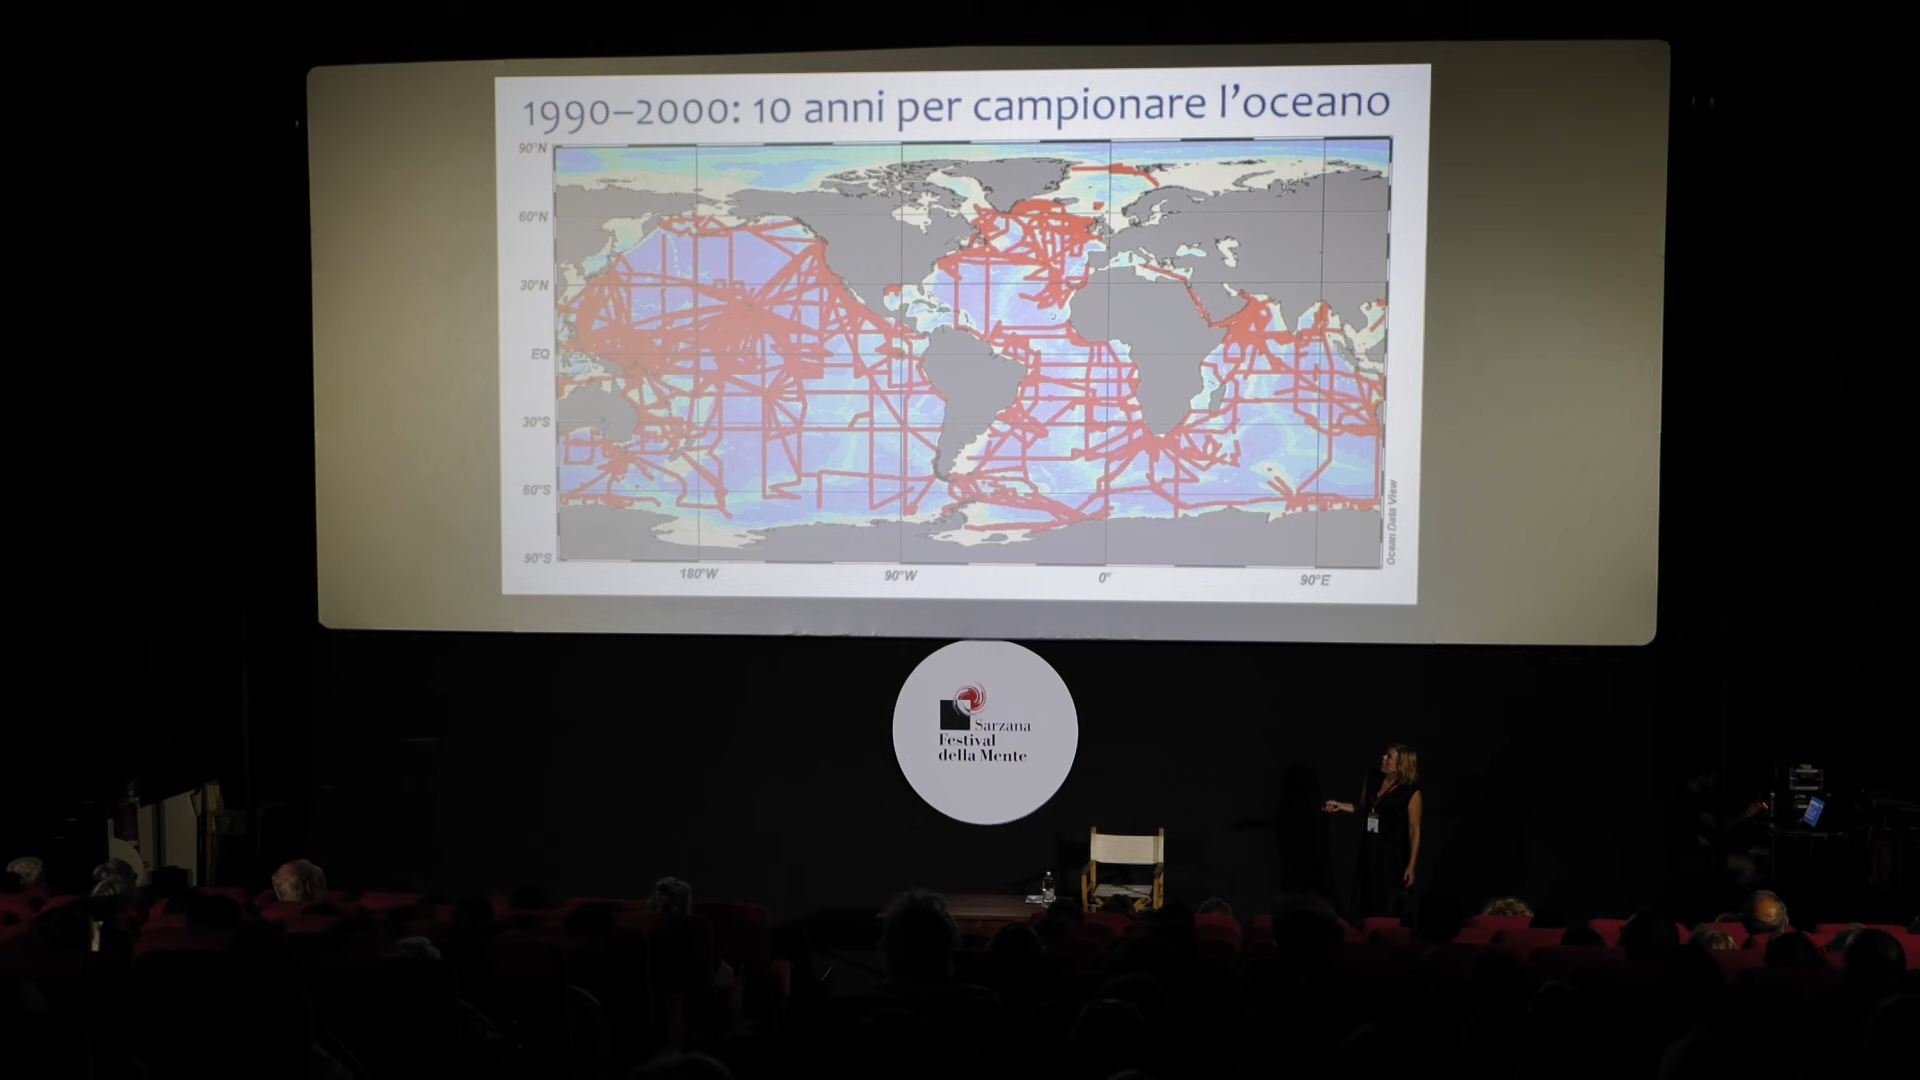 1990–2000: 10 anni per campionare l'oceano
90°N
60°N
30°N
EQ
30°S
60°S
90°S
180°W
90°W
0°
90°E
Ocean Data View
Sarzana
Festival
della Mente